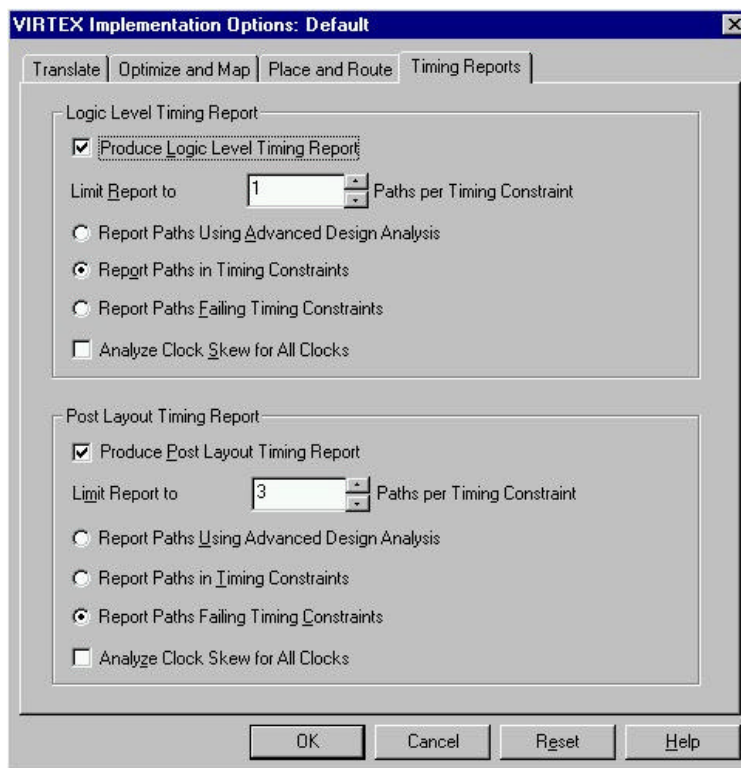 VIRTEX Implementation Options: Default
Translate Optimize and Map Place and Route Timing Reports
Logic Level Timing Report
Produce Logic Level Timing Report
Limit Report to 1 Paths per Timing Constraint
Report Paths Using Advanced Design Analysis
Report Paths in Timing Constraints
Report Paths Failing Timing Constraints
Analyze Clock Skew for All Clocks
Post Layout Timing Report
Produce Post Layout Timing Report
Limit Report to 3 Paths per Timing Constraint
Report Paths Using Advanced Design Analysis
Report Paths in Timing Constraints
Report Paths Failing Timing Constraints
Analyze Clock Skew for All Clocks
OK Cancel Reset Help